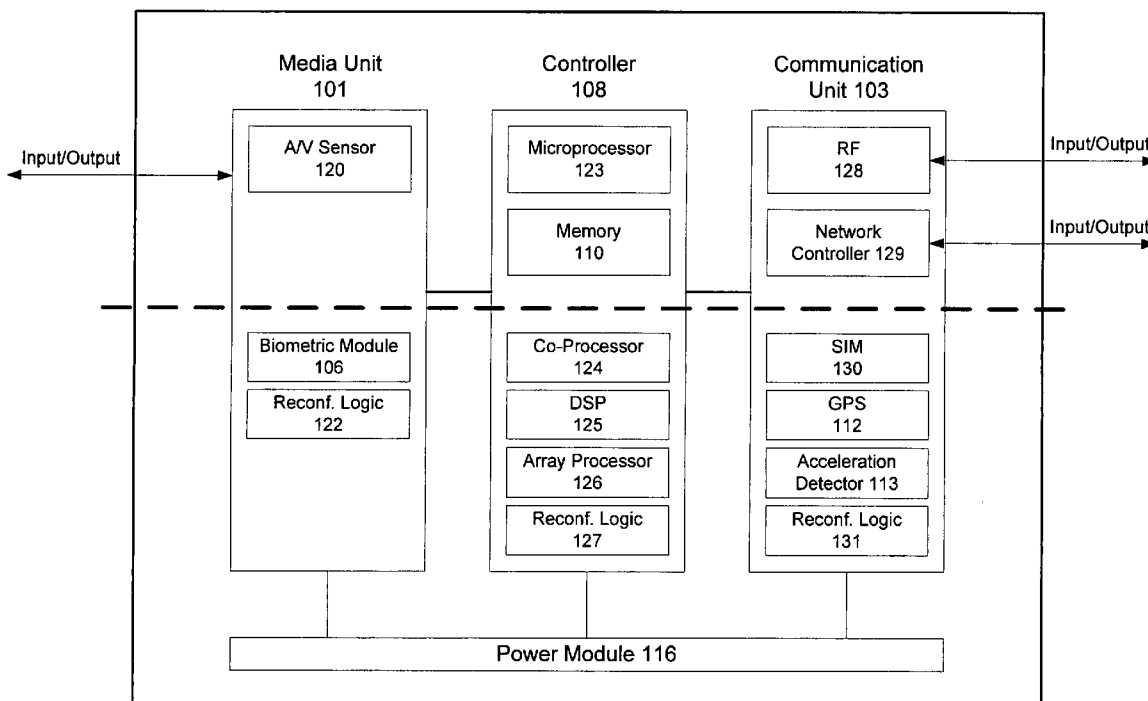 Media Unit
101
Controller
108
Communication
Unit 103
Input/Output
A/V Sensor
120
Microprocessor
123
RF
128
Input/Output
Memory
110
Network
Controller 129
Input/Output
Biometric Module
106
Co-Processor
124
SIM
130
Reconf. Logic
122
DSP
125
GPS
112
Array Processor
126
Acceleration
Detector 113
Reconf. Logic
127
Reconf. Logic
131
Power Module 116